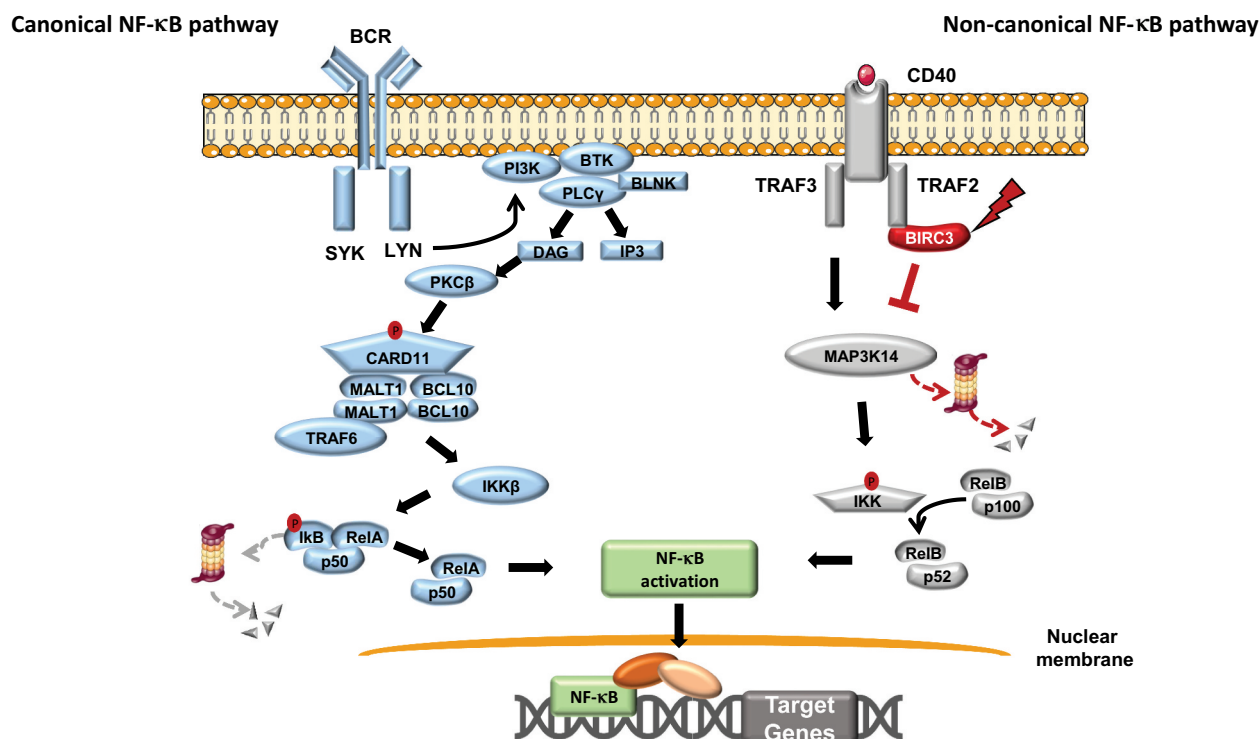 Canonical NF-κB pathway
Non-canonical NF-κB pathway
BCR
CD40
PI3K
BTK
BLNK
PLCγ
TRAF3
TRAF2
BIRC3
SYK
LYN
DAG
IP3
PKCβ
P
CARD11
MAP3K14
MALT1
BCL10
MALT1
BCL10
TRAF6
IKKβ
P
IKK
RelB
p100
P
IkB
RelA
p50
RelA
p50
NF-κB
activation
RelB
p52
Nuclear
membrane
NF-κB
Target
Genes